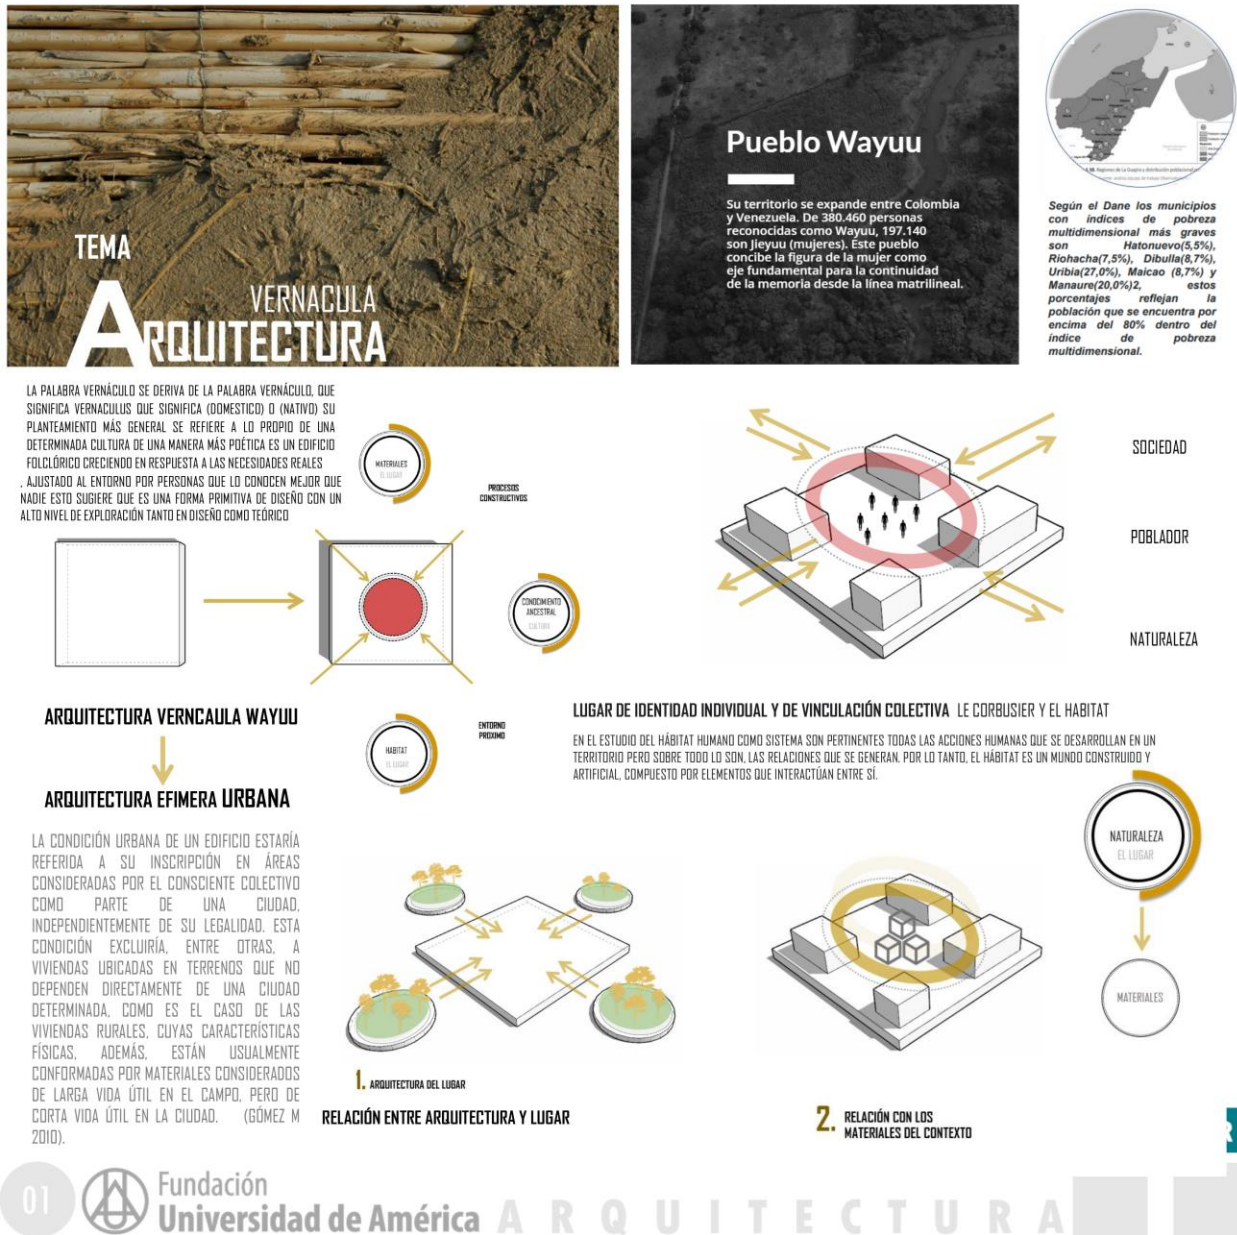 TEMA
VERNACULA
ARQUITECTURA
Pueblo Wayuu
Su territorio se expande entre Colombia
y Venezuela. De 380.460 personas
reconocidas como Wayuu, 197.140
son Jieyuu (mujeres). Este pueblo
concibe la figura de la mujer como
eje fundamental para la continuidad
de la memoria desde la línea matrilineal.
Según el Dane los municipios
con índices de pobreza
multidimensional más graves
son Hatonuevo(5,5%),
Riohacha(7,5%), Dibulla(8,7%),
Uribia(27,0%), Maicao (8,7%) y
Manaure(20,0%)2, estos
porcentajes reflejan la
población que se encuentra por
encima del 80% dentro del
índice de pobreza
multidimensional.
LA PALABRA VERNÁCULO SE DERIVA DE LA PALABRA VERNÁCULO, QUE
SIGNIFICA VERNACULUS QUE SIGNIFICA (DOMESTICO) O (NATIVO) SU
PLANTEAMIENTO MÁS GENERAL SE REFIERE A LO PROPIO DE UNA
DETERMINADA CULTURA DE UNA MANERA MÁS POÉTICA ES UN EDIFICIO
FOLCLÓRICO CRECIENDO EN RESPUESTA A LAS NECESIDADES REALES
, AJUSTADO AL ENTORNO POR PERSONAS QUE LO CONOCEN MEJOR QUE
NADIE ESTO SUGIERE QUE ES UNA FORMA PRIMITIVA DE DISEÑO CON UN
ALTO NIVEL DE EXPLORACIÓN TANTO EN DISEÑO COMO TEÓRICO
MATERIALES
EL LUGAR
PROCESOS
CONSTRUCTIVOS
CONOCIMIENTO
ANCESTRAL
CULTURA
SOCIEDAD
POBLADOR
NATURALEZA
ARQUITECTURA VERNCAULA WAYUU
ARQUITECTURA EFIMERA URBANA
HABITAT
EL LUGAR
ENTORNO
PROXIMO
LUGAR DE IDENTIDAD INDIVIDUAL Y DE VINCULACIÓN COLECTIVA LE CORBUSIER Y EL HABITAT
EN EL ESTUDIO DEL HÁBITAT HUMANO COMO SISTEMA SON PERTINENTES TODAS LAS ACCIONES HUMANAS QUE SE DESARROLLAN EN UN
TERRITORIO PERO SOBRE TODO LO SON, LAS RELACIONES QUE SE GENERAN. POR LO TANTO, EL HÁBITAT ES UN MUNDO CONSTRUIDO Y
ARTIFICIAL, COMPUESTO POR ELEMENTOS QUE INTERACTÚAN ENTRE SÍ.
LA CONDICIÓN URBANA DE UN EDIFICIO ESTARÍA
REFERIDA A SU INSCRIPCIÓN EN ÁREAS
CONSIDERADAS POR EL CONSCIENTE COLECTIVO
COMO PARTE DE UNA CIUDAD,
INDEPENDIENTEMENTE DE SU LEGALIDAD. ESTA
CONDICIÓN EXCLUIRÍA, ENTRE OTRAS, A
VIVIENDAS UBICADAS EN TERRENOS QUE NO
DEPENDEN DIRECTAMENTE DE UNA CIUDAD
DETERMINADA, COMO ES EL CASO DE LAS
VIVIENDAS RURALES, CUYAS CARACTERÍSTICAS
FÍSICAS, ADEMÁS, ESTÁN USUALMENTE
CONFORMADAS POR MATERIALES CONSIDERADOS
DE LARGA VIDA ÚTIL EN EL CAMPO, PERO DE
CORTA VIDA ÚTIL EN LA CIUDAD. (GÓMEZ M
2010).
NATURALEZA
EL LUGAR
MATERIALES
1. ARQUITECTURA DEL LUGAR
RELACIÓN ENTRE ARQUITECTURA Y LUGAR
2. RELACIÓN CON LOS
MATERIALES DEL CONTEXTO
01
Fundación
Universidad de América
ARQUITECTURA